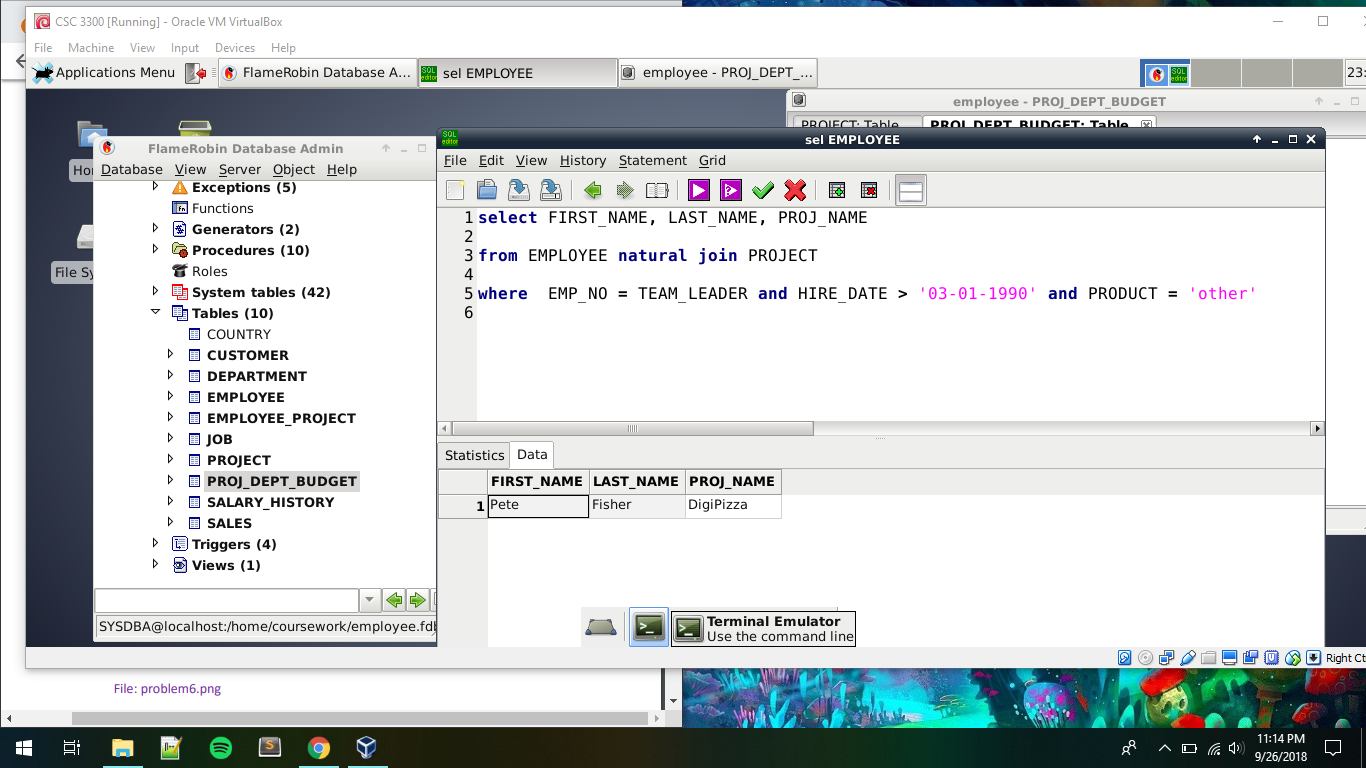 CSC 3300 [Running] - Oracle VM VirtualBox
File Machine View Input Devices Help
Applications Menu FlameRobin Database A... sel EMPLOYEE employee - PROJ_DEPT_... 23:
employee - PROJ_DEPT_BUDGET
PROJECT: Table PROJ_DEPT_BUDGET: Table
FlameRobin Database Admin
Database View Server Object Help
Exceptions (5)
Functions
Generators (2)
Procedures (10)
Roles
System tables (42)
Tables (10)
COUNTRY
CUSTOMER
DEPARTMENT
EMPLOYEE
EMPLOYEE_PROJECT
JOB
PROJECT
PROJ_DEPT_BUDGET
SALARY_HISTORY
SALES
Triggers (4)
Views (1)
SYSDBA@localhost:/home/coursework/employee.fdb
Ho
File Sy
sel EMPLOYEE
File Edit View History Statement Grid
1 select FIRST_NAME, LAST_NAME, PROJ_NAME
2
3 from EMPLOYEE natural join PROJECT
4
5 where EMP_NO = TEAM_LEADER and HIRE_DATE > '03-01-1990' and PRODUCT = 'other'
6
Statistics Data
FIRST_NAME LAST_NAME PROJ_NAME
1 Pete Fisher DigiPizza
Terminal Emulator
Use the command line
Right Ct
File: problem6.png
11:14 PM
9/26/2018